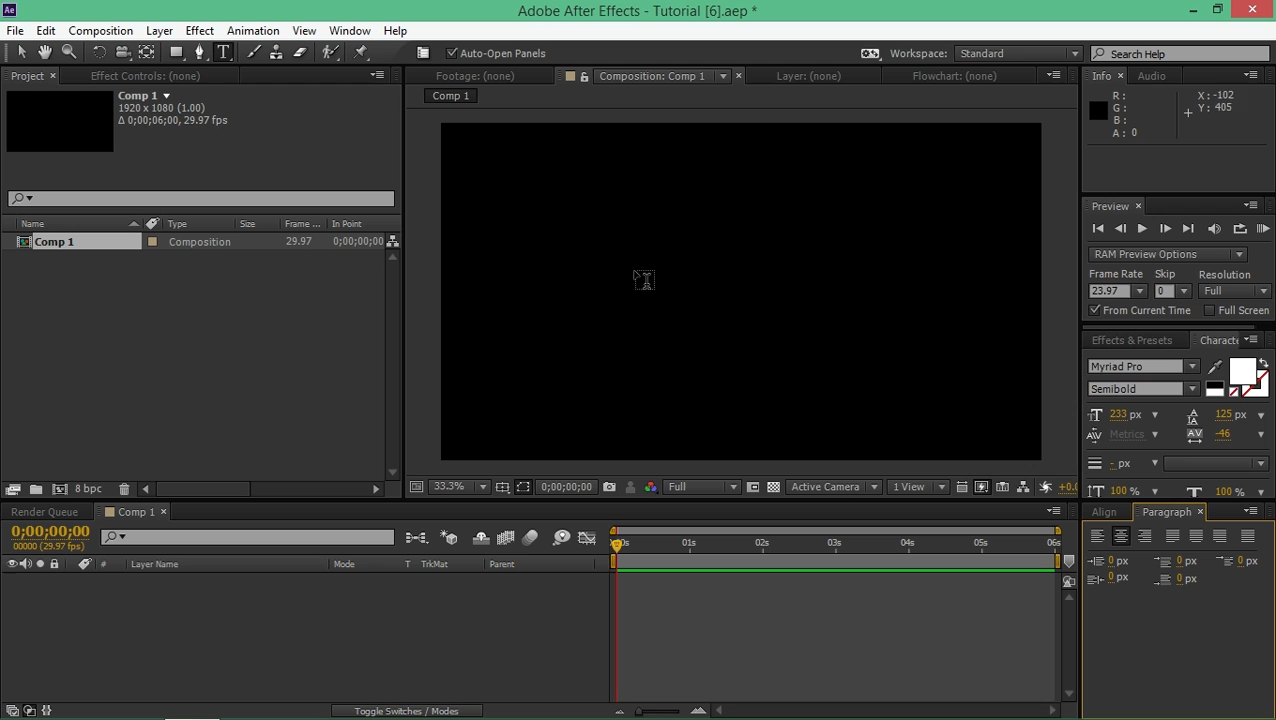 Ae Adobe After Effects - Tutorial [6].aep *
File Edit Composition Layer Effect Animation View Window Help
T Auto-Open Panels Workspace: Standard Search Help
Project Effect Controls: (none) Footage: (none) Composition: Comp 1 Layer: (none) Flowchart: (none) Info Audio
Comp 1
1920 x 1080 (1.00)
Δ 0;00;06;00, 29.97 fps
Comp 1
R : X : -102
G : Y : 405
B :
A : 0
Preview
Name Type Size Frame ... In Point
Comp 1 Composition 29.97 0;00;00;00
RAM Preview Options
Frame Rate Skip Resolution
23.97 0 Full
From Current Time Full Screen
Effects & Presets Characte
Myriad Pro
Semibold
233 px 125 px
Metrics AV -46
- px
100 % 100 %
8 bpc 33.3% 0;00;00;00 Full Active Camera 1 View +0.0
Render Queue Comp 1 Align Paragraph
0;00;00;00
00000 (29.97 fps)
0s 01s 02s 03s 04s 05s 06s
# Layer Name Mode T TrkMat Parent
0 px 0 px 0 px
0 px 0 px
Toggle Switches / Modes